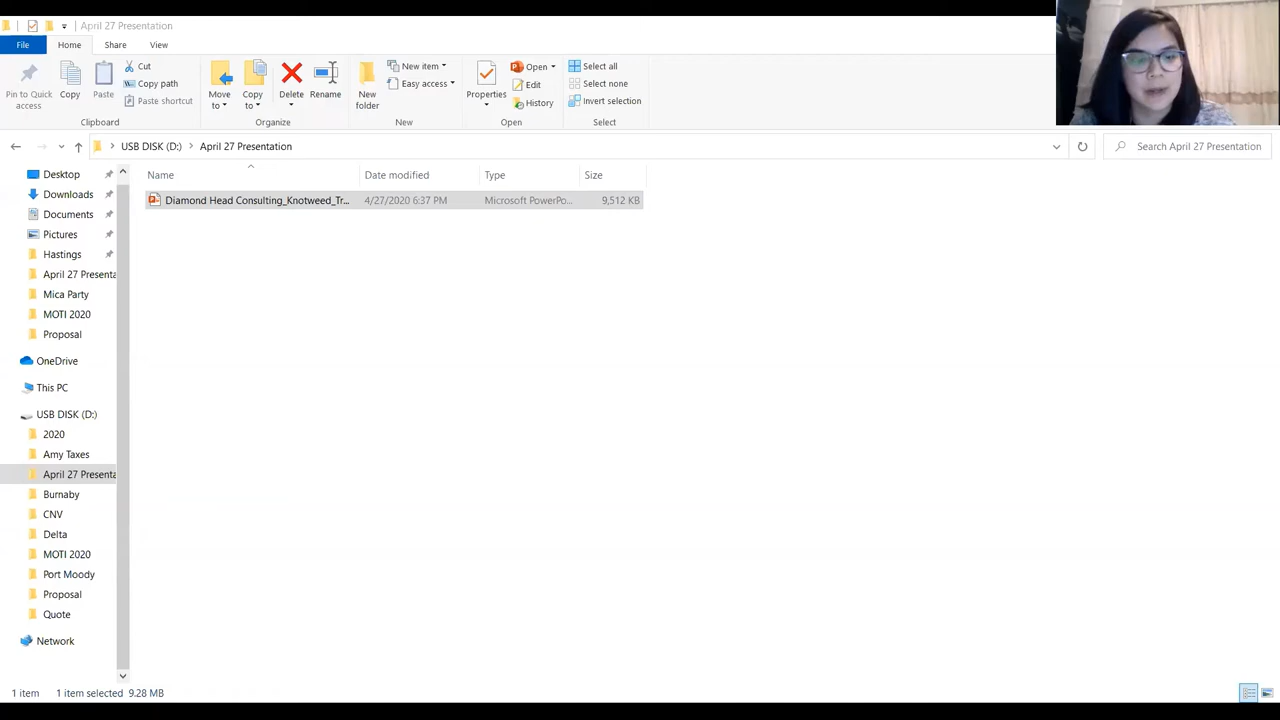 April 27 Presentation
File Home Share View
Pin to Quick access
Copy
Paste
Cut
Copy path
Paste shortcut
Clipboard
Move to
Copy to
Delete
Rename
Organize
New folder
New item
Easy access
New
Properties
Open
Edit
History
Open
Select all
Select none
Invert selection
Select
USB DISK (D:) April 27 Presentation
Search April 27 Presentation
Name Date modified Type Size
Diamond Head Consulting_Knotweed_Tr... 4/27/2020 6:37 PM Microsoft PowerPo... 9,512 KB
Desktop
Downloads
Documents
Pictures
Hastings
April 27 Presenta
Mica Party
MOTI 2020
Proposal
OneDrive
This PC
USB DISK (D:)
2020
Amy Taxes
April 27 Presenta
Burnaby
CNV
Delta
MOTI 2020
Port Moody
Proposal
Quote
Network
1 item 1 item selected 9.28 MB